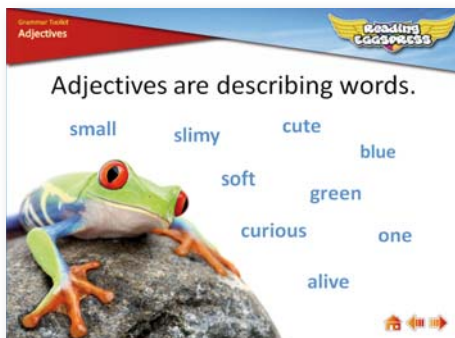 Grammar Toolkit
Adjectives
Reading
Eggspress
Adjectives are describing words.
small
slimy
cute
blue
soft
green
curious
one
alive